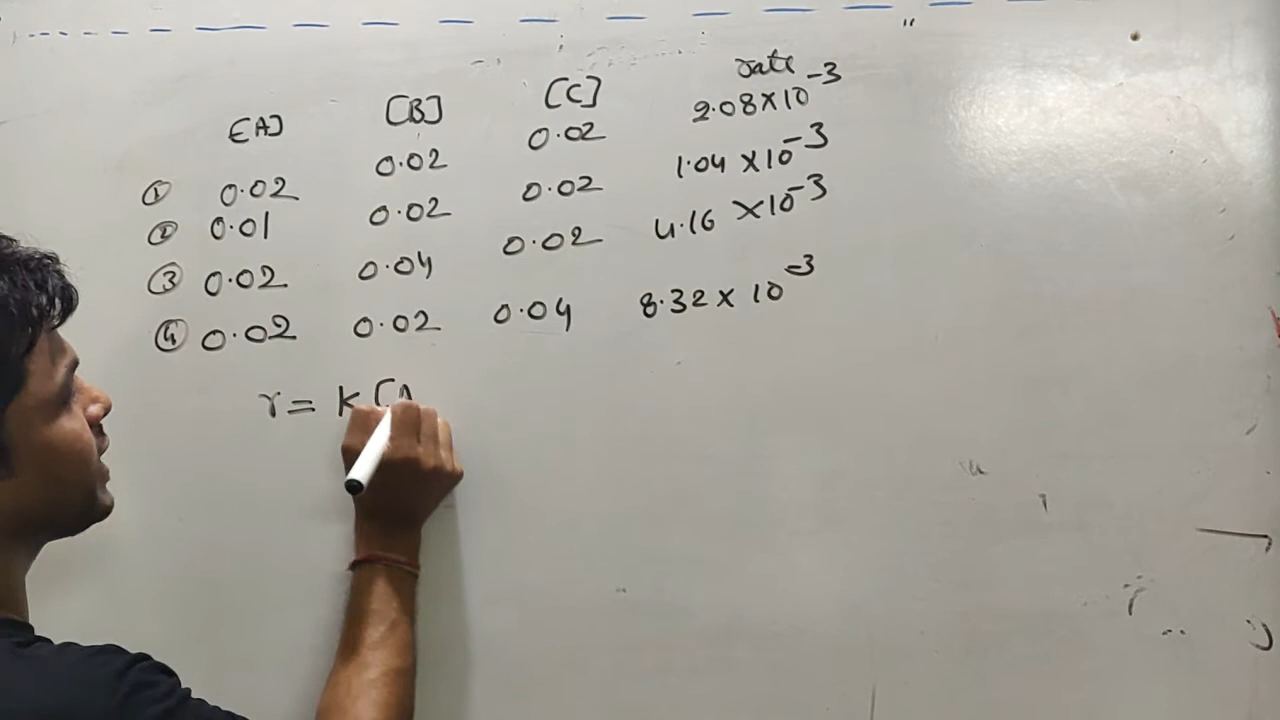 [A] [B] [C] rate
① 0.02 0.02 0.02 2.08×10⁻³
② 0.01 0.02 0.02 1.04 ×10⁻³
③ 0.02 0.04 0.02 4.16 ×10⁻³
④ 0.02 0.02 0.04 8.32 × 10⁻³
r = K [A